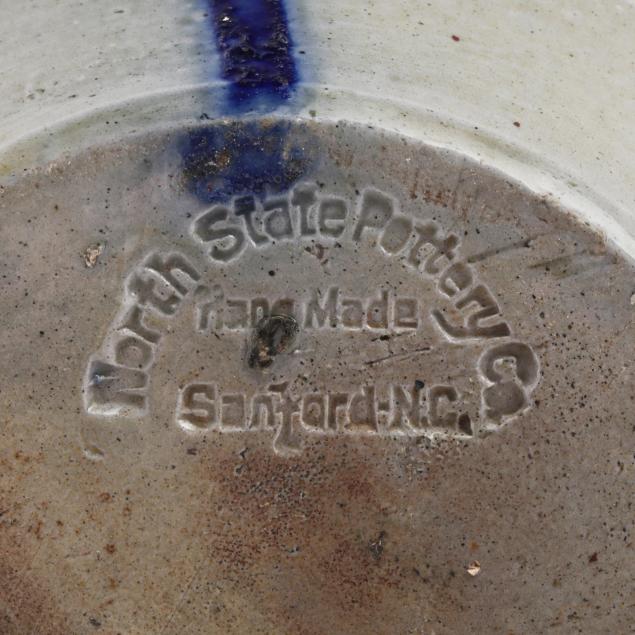 North State Pottery Co
Hand Made
Sanford-N.C.